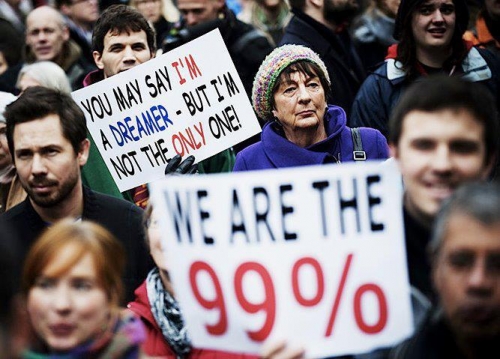 YOU MAY SAY I'M
A DREAMER - BUT I'M
NOT THE ONLY ONE!
WE ARE THE
99%